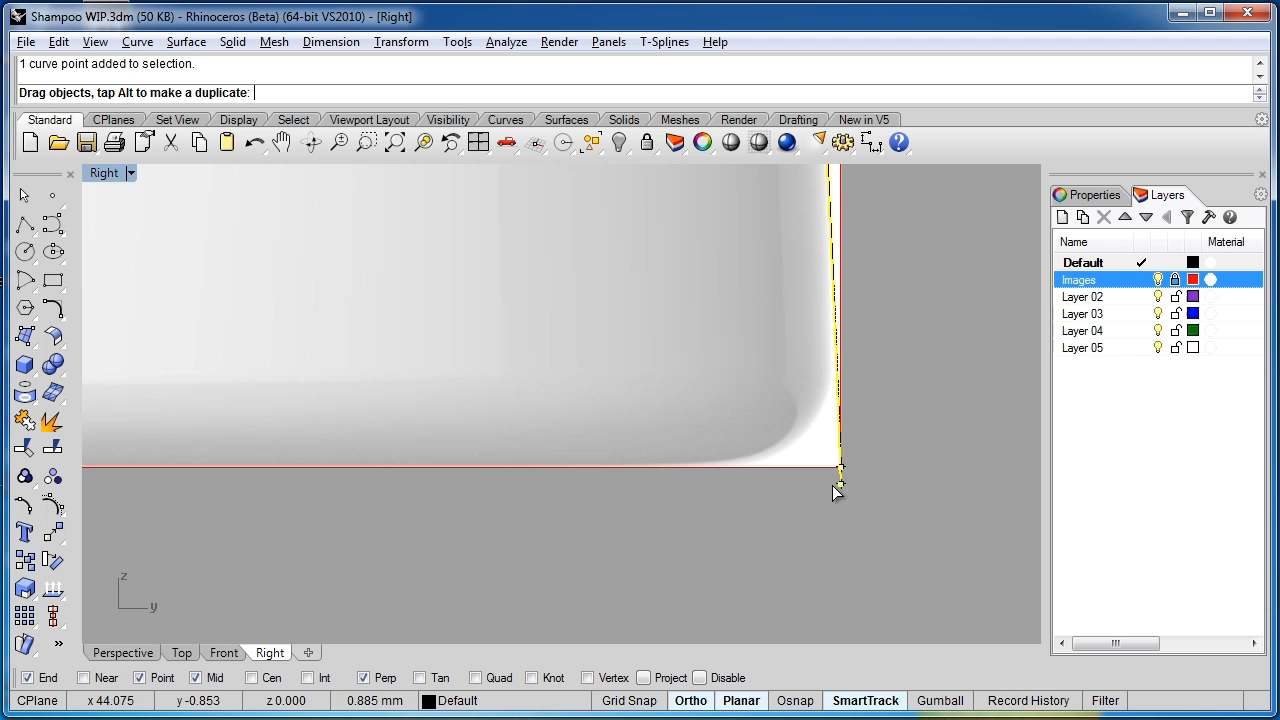 Shampoo WIP.3dm (50 KB) - Rhinoceros (Beta) (64-bit VS2010) - [Right]
File Edit View Curve Surface Solid Mesh Dimension Transform Tools Analyze Render Panels T-Splines Help
1 curve point added to selection.
Drag objects, tap Alt to make a duplicate:
Standard CPlanes Set View Display Select Viewport Layout Visibility Curves Surfaces Solids Meshes Render Drafting New in V5
Right
Properties Layers
Name Material
Default
Images
Layer 02
Layer 03
Layer 04
Layer 05
z
y
Perspective Top Front Right
End Near Point Mid Cen Int Perp Tan Quad Knot Vertex Project Disable
CPlane x 44.075 y -0.853 z 0.000 0.885 mm Default Grid Snap Ortho Planar Osnap SmartTrack Gumball Record History Filter